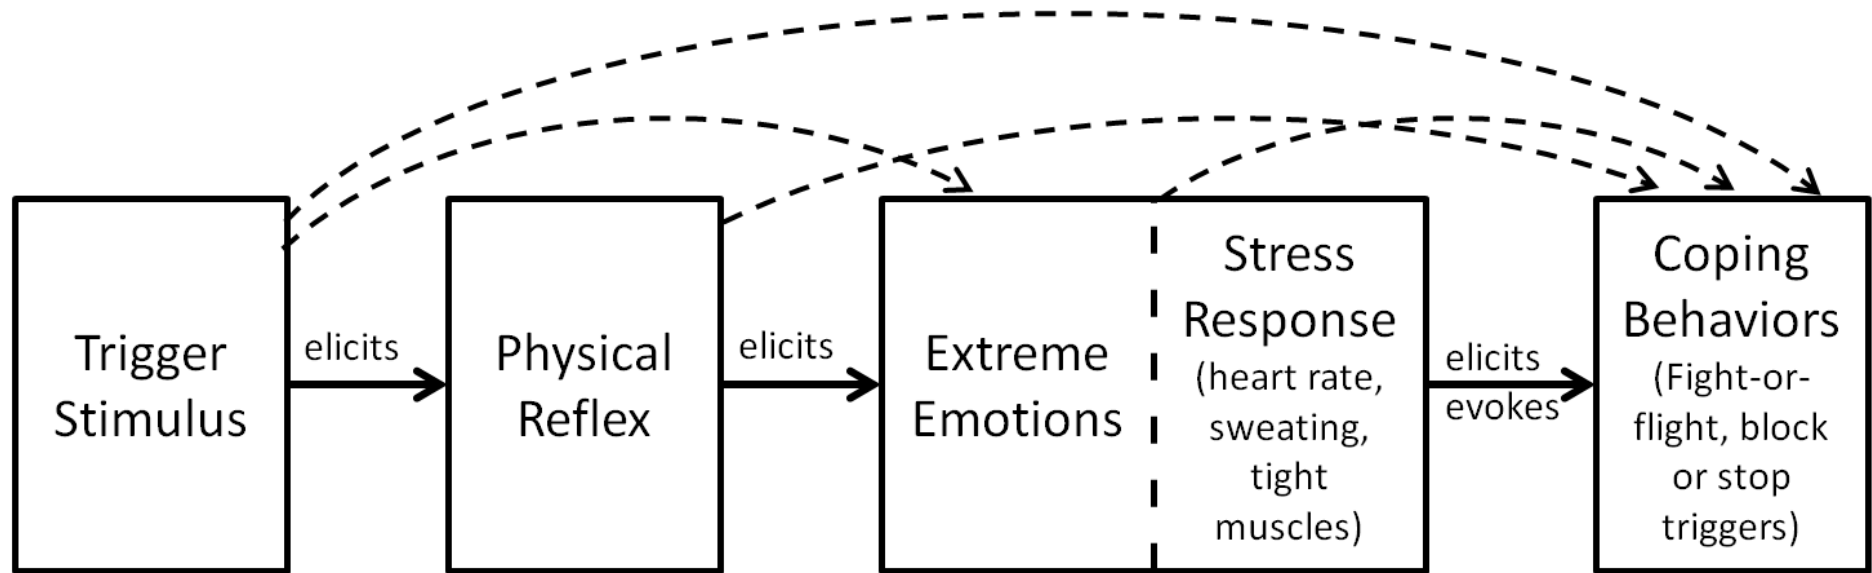 Trigger
Stimulus
elicits
Physical
Reflex
elicits
Extreme
Emotions
Stress
Response
(heart rate,
sweating,
tight
muscles)
elicits
evokes
Coping
Behaviors
(Fight-or-
flight, block
or stop
triggers)